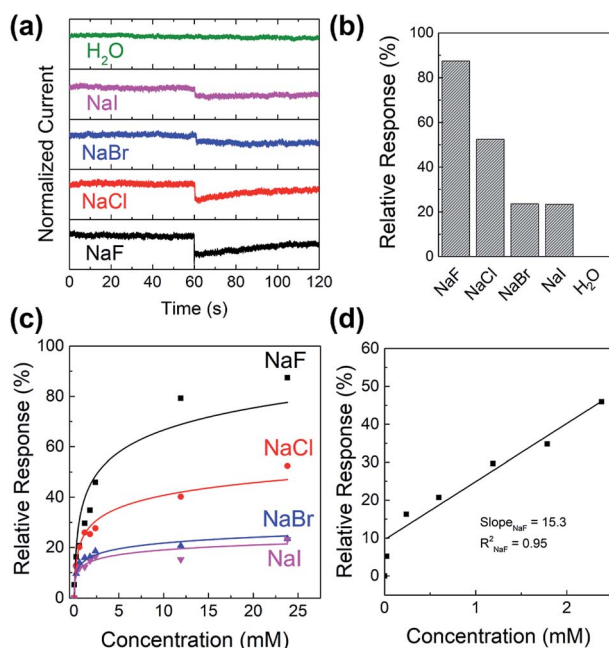 (a)
H₂O
NaI
NaBr
NaCl
NaF
Normalized Current
0 20 40 60 80 100 120
Time (s)
(b)
Relative Response (%)
100
80
60
40
20
0
NaF NaCl NaBr NaI H₂O
(c)
Relative Response (%)
100
80
60
40
20
0
NaF
NaCl
NaBr
NaI
0 5 10 15 20 25
Concentration (mM)
(d)
Relative Response (%)
60
50
40
30
20
10
0
Slope_NaF = 15.3
R²_NaF = 0.95
0 1 2
Concentration (mM)